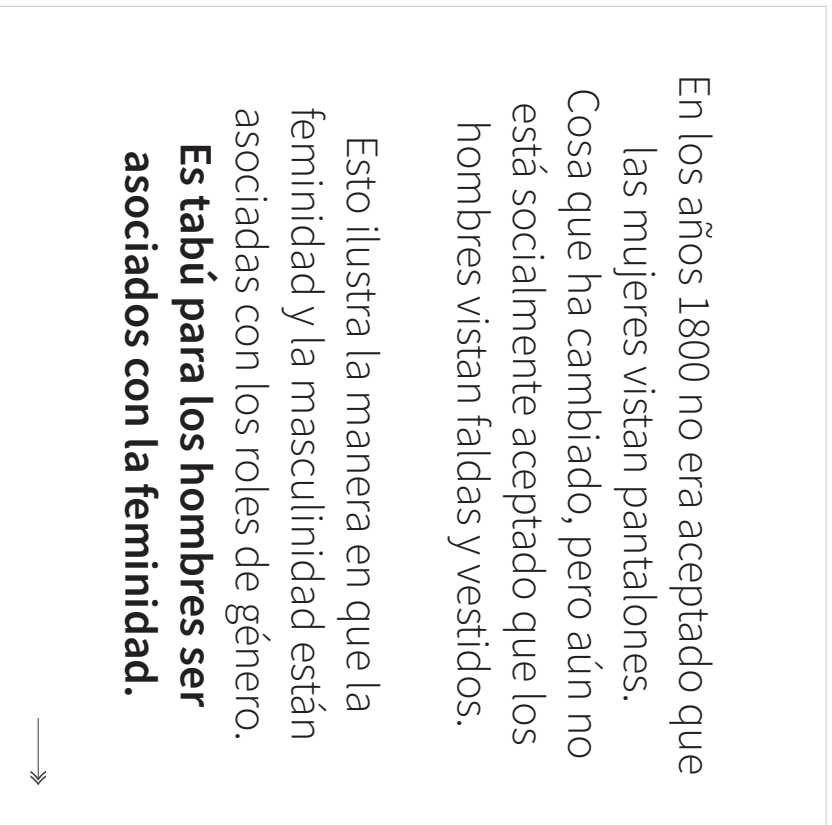 En los años 1800 no era aceptado que
las mujeres vistan pantalones.
Cosa que ha cambiado, pero aún no
está socialmente aceptado que los
hombres vistan faldas y vestidos.
Esto ilustra la manera en que la
feminidad y la masculinidad están
asociadas con los roles de género.
Es tabú para los hombres ser
asociados con la feminidad.